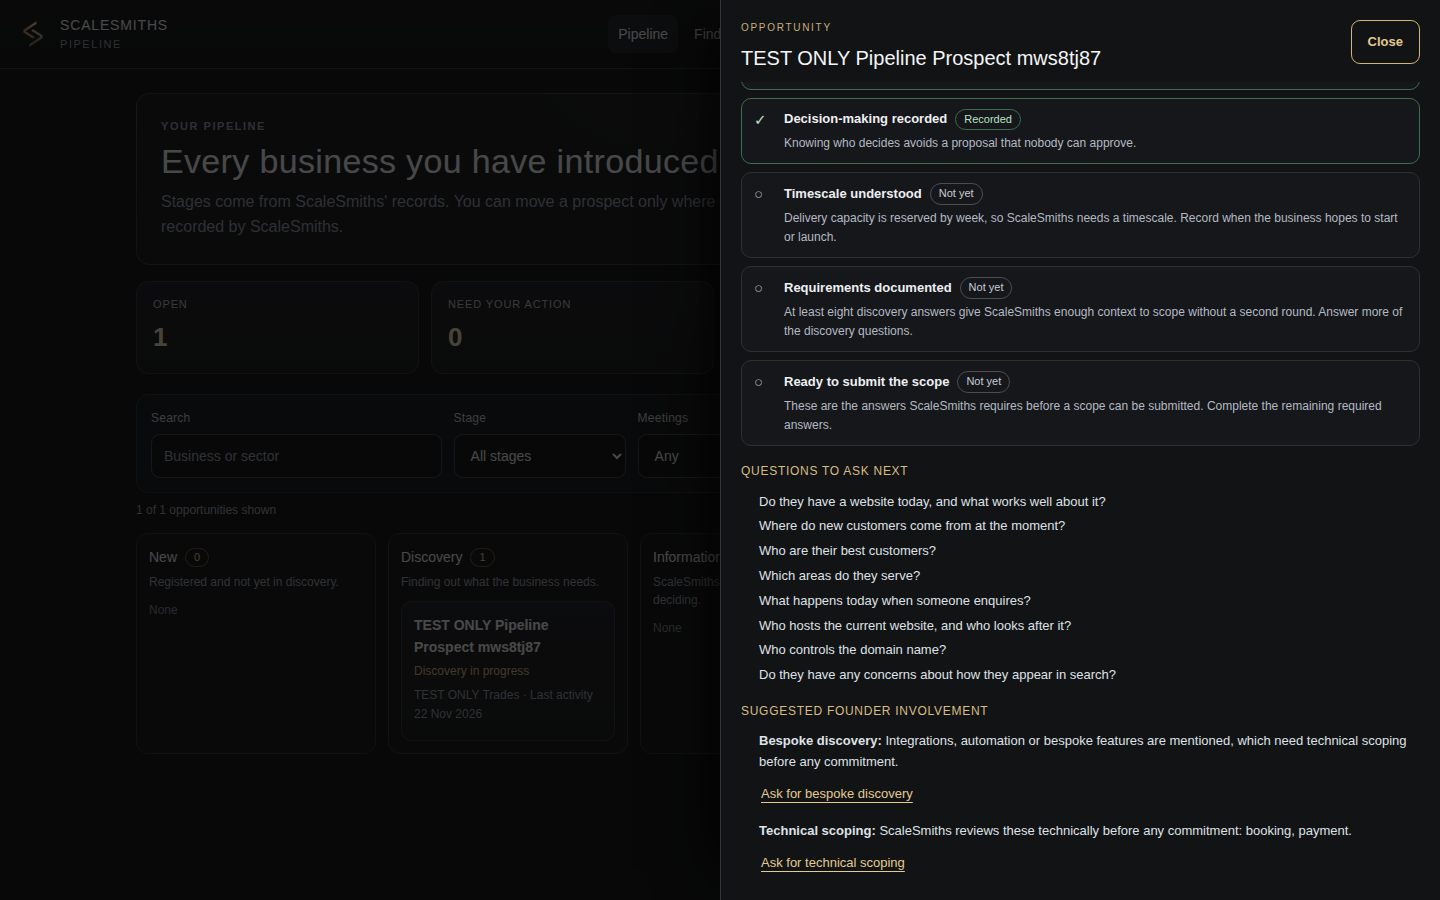 SCALESMITHS
PIPELINE
Pipeline
Find
YOUR PIPELINE
Every business you have introduced
Stages come from ScaleSmiths' records. You can move a prospect only where
recorded by ScaleSmiths.
OPEN
1
NEED YOUR ACTION
0
Search
Business or sector
Stage
All stages
Meetings
Any
1 of 1 opportunities shown
New 0
Registered and not yet in discovery.
None
Discovery 1
Finding out what the business needs.
TEST ONLY Pipeline
Prospect mws8tj87
Discovery in progress
TEST ONLY Trades · Last activity
22 Nov 2026
Information
ScaleSmiths
deciding.
None
OPPORTUNITY
TEST ONLY Pipeline Prospect mws8tj87
Close
✓ Decision-making recorded Recorded
Knowing who decides avoids a proposal that nobody can approve.
○ Timescale understood Not yet
Delivery capacity is reserved by week, so ScaleSmiths needs a timescale. Record when the business hopes to start
or launch.
○ Requirements documented Not yet
At least eight discovery answers give ScaleSmiths enough context to scope without a second round. Answer more of
the discovery questions.
○ Ready to submit the scope Not yet
These are the answers ScaleSmiths requires before a scope can be submitted. Complete the remaining required
answers.
QUESTIONS TO ASK NEXT
Do they have a website today, and what works well about it?
Where do new customers come from at the moment?
Who are their best customers?
Which areas do they serve?
What happens today when someone enquires?
Who hosts the current website, and who looks after it?
Who controls the domain name?
Do they have any concerns about how they appear in search?
SUGGESTED FOUNDER INVOLVEMENT
Bespoke discovery: Integrations, automation or bespoke features are mentioned, which need technical scoping
before any commitment.
Ask for bespoke discovery
Technical scoping: ScaleSmiths reviews these technically before any commitment: booking, payment.
Ask for technical scoping